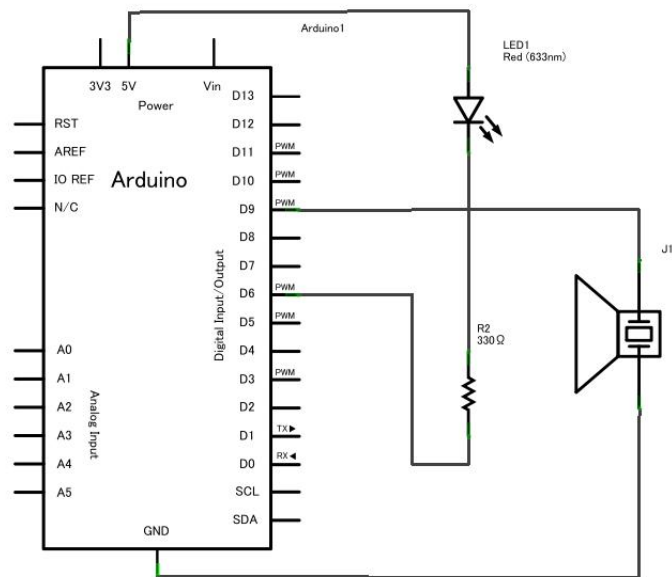 Arduino1
LED1
Red (633nm)
3V3
5V
Vin
Power
D13
RST
D12
AREF
D11
PWM
IO REF
Arduino
D10
PWM
N/C
D9
PWM
D8
J1
D7
Digital Input/Output
D6
PWM
D5
PWM
R2
330Ω
A0
D4
A1
D3
PWM
Analog Input
A2
D2
A3
D1
TX▶
A4
D0
RX◀
A5
SCL
SDA
GND